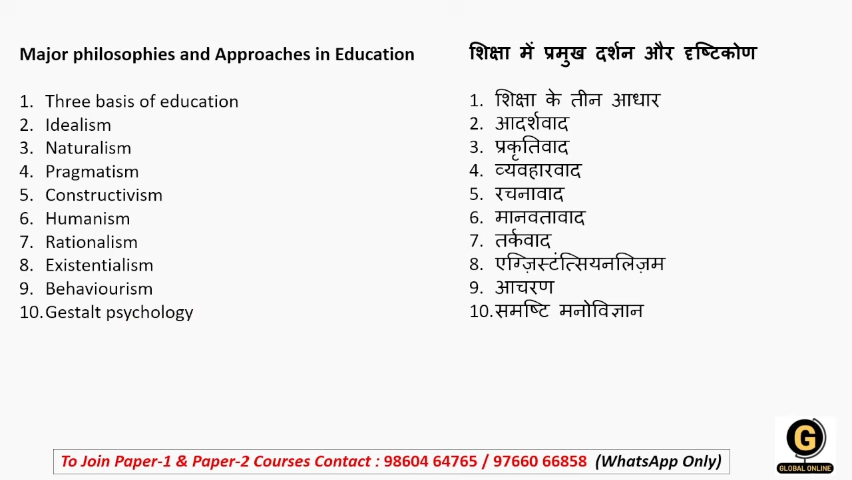 Major philosophies and Approaches in Education
1. Three basis of education
2. Idealism
3. Naturalism
4. Pragmatism
5. Constructivism
6. Humanism
7. Rationalism
8. Existentialism
9. Behaviourism
10. Gestalt psychology
शिक्षा में प्रमुख दर्शन और दृष्टिकोण
1. शिक्षा के तीन आधार
2. आदर्शवाद
3. प्रकृतिवाद
4. व्यवहारवाद
5. रचनावाद
6. मानवतावाद
7. तर्कवाद
8. एग्ज़िस्टंत्सियनलिज़म
9. आचरण
10. समष्टि मनोविज्ञान
To Join Paper-1 & Paper-2 Courses Contact : 98604 64765 / 97660 66858 (WhatsApp Only)
G
GLOBAL ONLINE